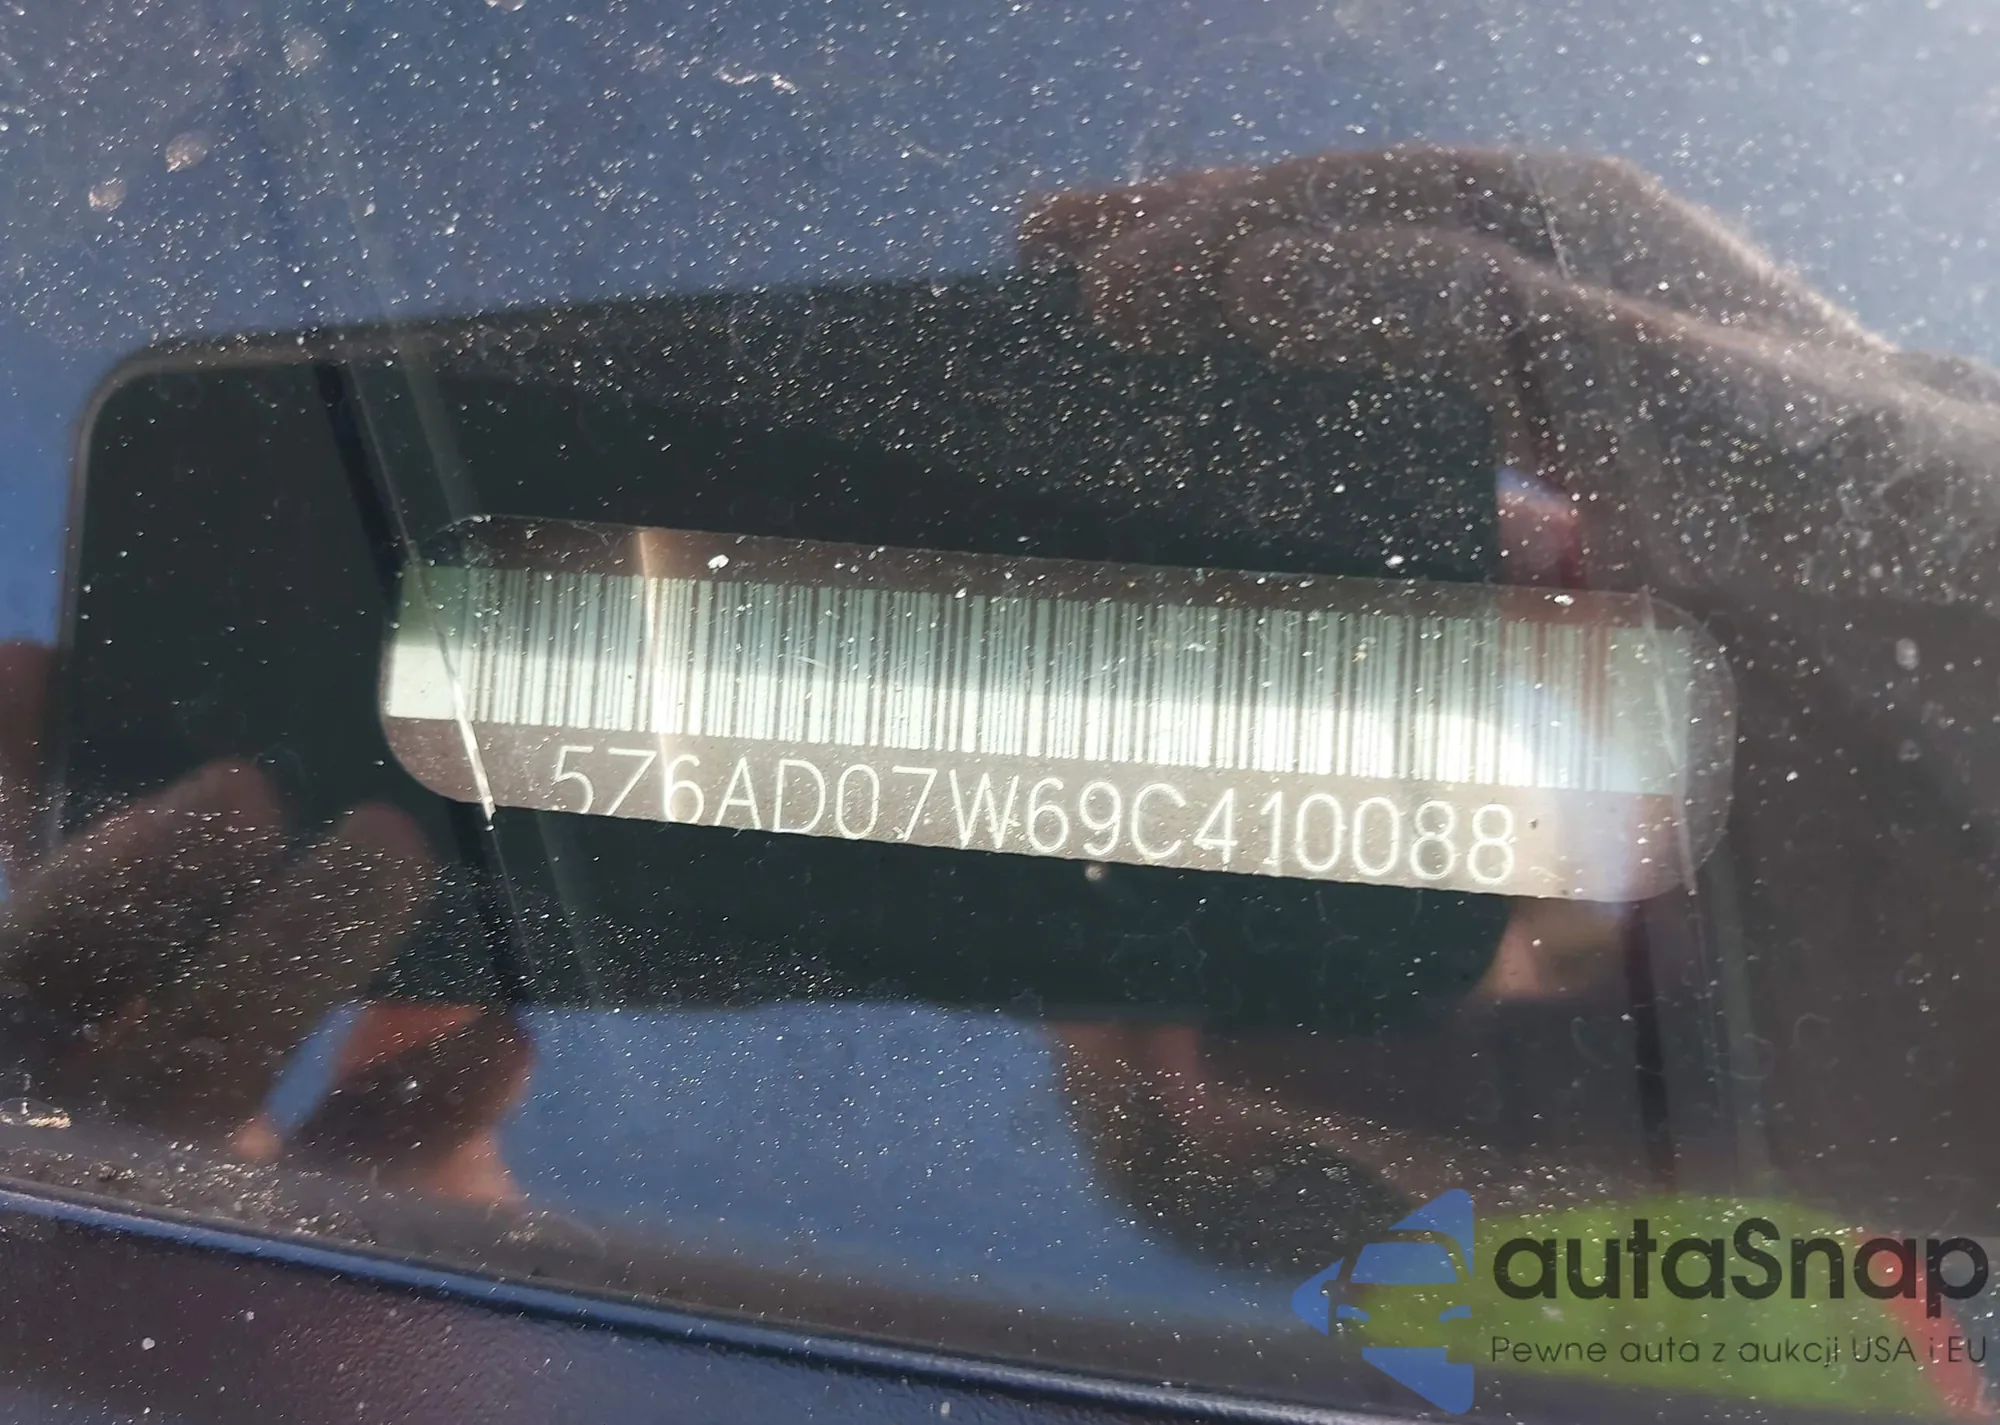 5Z6AD07W69C410088
autaSnap
Pewne auta z aukcji USA i EU